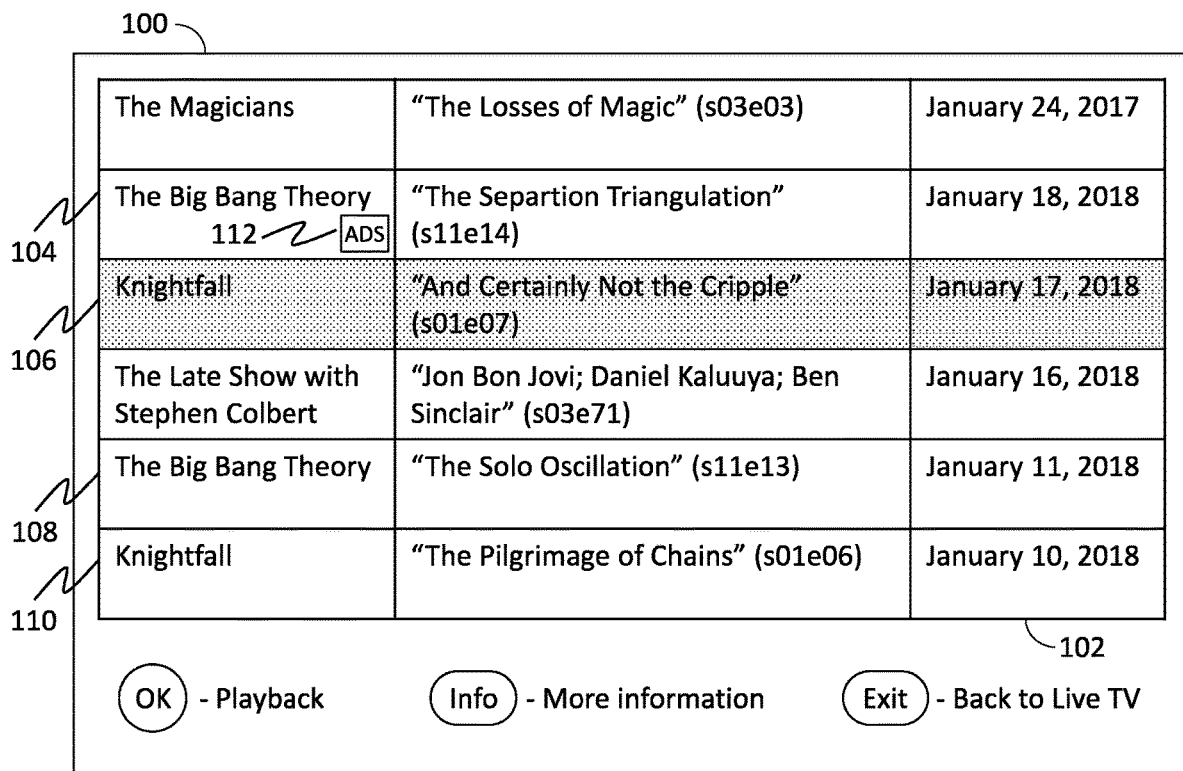 100
The Magicians
“The Losses of Magic” (s03e03)
January 24, 2017
The Big Bang Theory
112
ADS
“The Separtion Triangulation”
(s11e14)
January 18, 2018
104
Knightfall
“And Certainly Not the Cripple”
(s01e07)
January 17, 2018
106
The Late Show with
Stephen Colbert
“Jon Bon Jovi; Daniel Kaluuya; Ben
Sinclair” (s03e71)
January 16, 2018
The Big Bang Theory
“The Solo Oscillation” (s11e13)
January 11, 2018
108
Knightfall
“The Pilgrimage of Chains” (s01e06)
January 10, 2018
110
102
OK - Playback
Info - More information
Exit - Back to Live TV